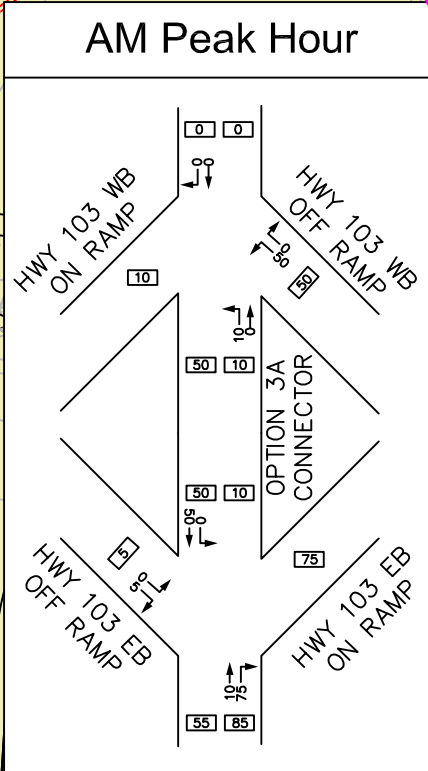 AM Peak Hour
0 0
0
0
HWY 103 WB
ON RAMP
HWY 103 WB
OFF RAMP
0
50
10
50
10
0
50 10
OPTION 3A
CONNECTOR
50 10
50
0
5
0
5
75
HWY 103 EB
OFF RAMP
HWY 103 EB
ON RAMP
10
75
55 85